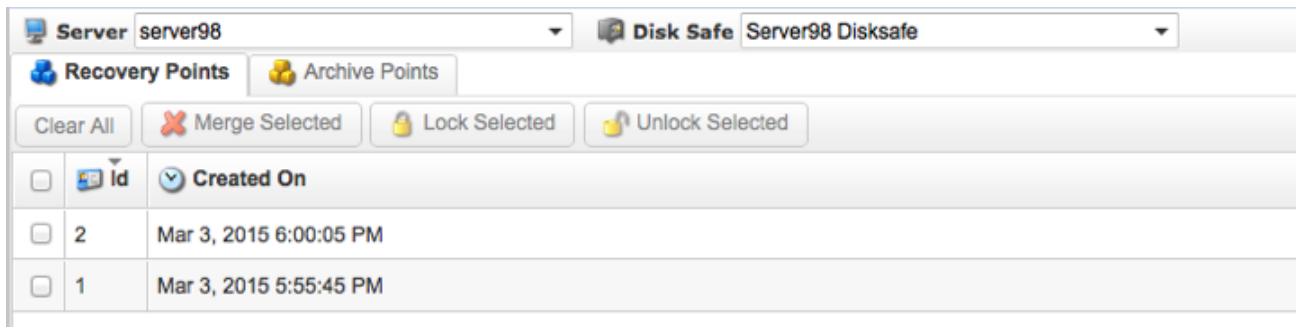 Server server98 Disk Safe Server98 Disksafe
Recovery Points Archive Points
Clear All Merge Selected Lock Selected Unlock Selected
Id Created On
2 Mar 3, 2015 6:00:05 PM
1 Mar 3, 2015 5:55:45 PM